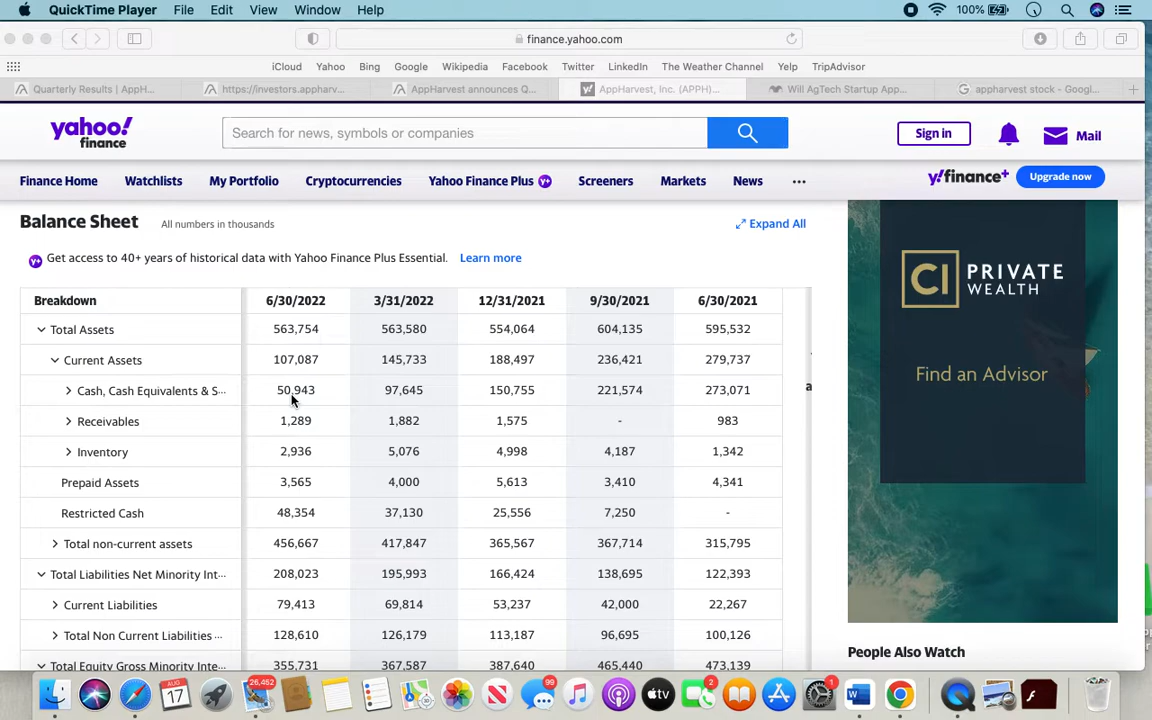 QuickTime Player File Edit View Window Help 100%
finance.yahoo.com
iCloud Yahoo Bing Google Wikipedia Facebook Twitter LinkedIn The Weather Channel Yelp TripAdvisor
Quarterly Results | AppH... https://investors.appharv... AppHarvest announces Q... AppHarvest, Inc. (APPH)... Will AgTech Startup App... appharvest stock - Googl...
yahoo! finance Search for news, symbols or companies Sign in Mail
Finance Home Watchlists My Portfolio Cryptocurrencies Yahoo Finance Plus Screeners Markets News ... y!finance+ Upgrade now
Balance Sheet All numbers in thousands Expand All
Get access to 40+ years of historical data with Yahoo Finance Plus Essential. Learn more
Breakdown 6/30/2022 3/31/2022 12/31/2021 9/30/2021 6/30/2021
Total Assets 563,754 563,580 554,064 604,135 595,532
Current Assets 107,087 145,733 188,497 236,421 279,737
Cash, Cash Equivalents & S... 50,943 97,645 150,755 221,574 273,071
Receivables 1,289 1,882 1,575 - 983
Inventory 2,936 5,076 4,998 4,187 1,342
Prepaid Assets 3,565 4,000 5,613 3,410 4,341
Restricted Cash 48,354 37,130 25,556 7,250 -
Total non-current assets 456,667 417,847 365,567 367,714 315,795
Total Liabilities Net Minority Int... 208,023 195,993 166,424 138,695 122,393
Current Liabilities 79,413 69,814 53,237 42,000 22,267
Total Non Current Liabilities ... 128,610 126,179 113,187 96,695 100,126
Total Equity Gross Minority Inte... 355,731 367,587 387,640 465,440 473,139
CI PRIVATE WEALTH
Find an Advisor
People Also Watch
AUG 17 26,452 99 tv 2 1 W